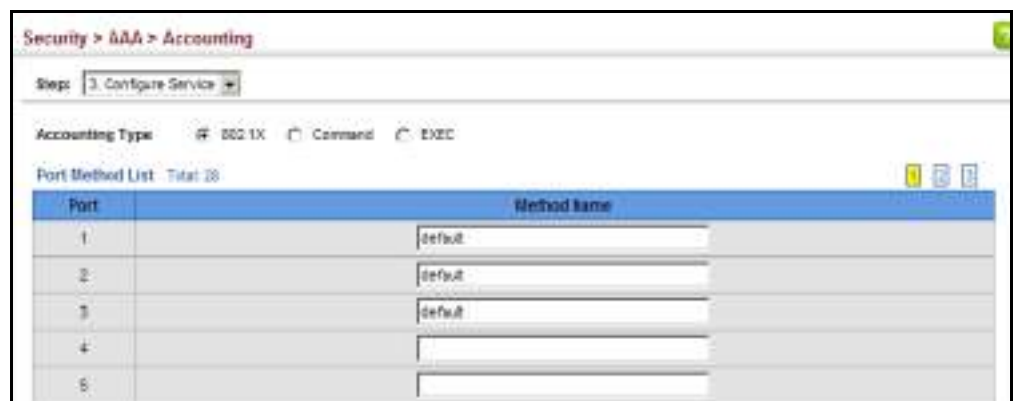 Security > AAA > Accounting
Step: 3. Configure Service
Accounting Type 802.1X Command EXEC
Port Method List Total: 28 1 2 3
Port Method Name
1 default
2 default
3 default
4
5